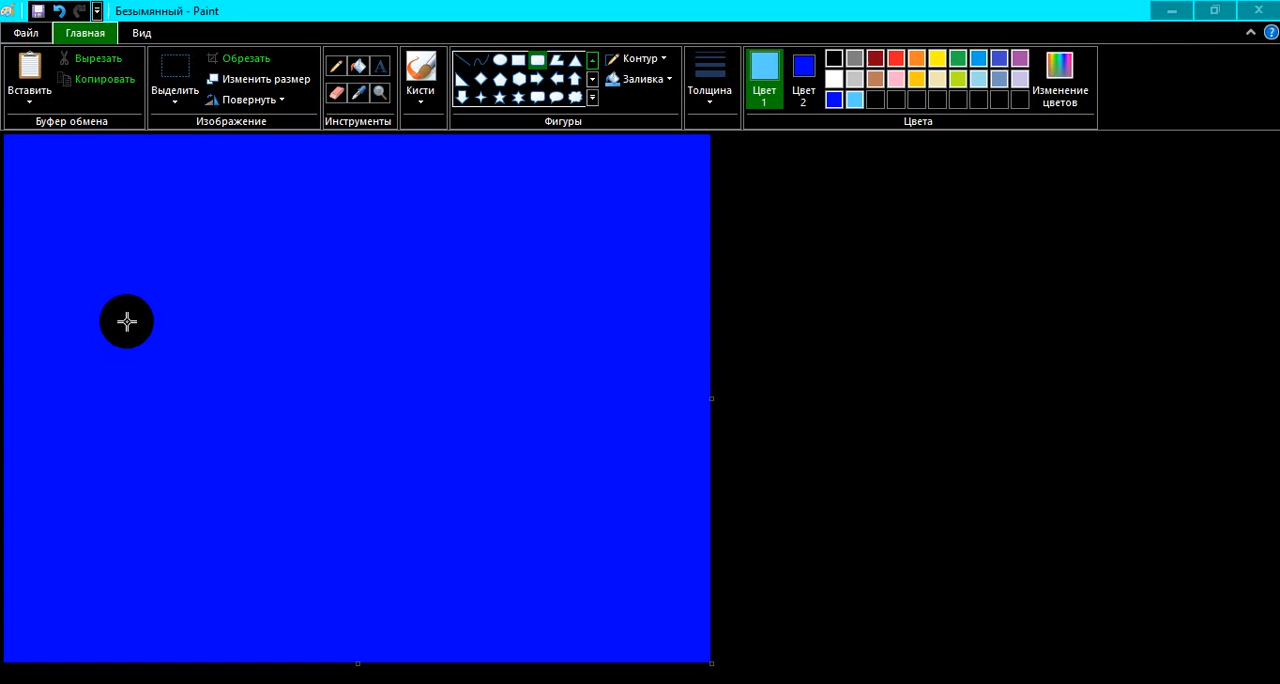 Безымянный - Paint
Файл Главная Вид
Вставить
Вырезать
Копировать
Буфер обмена
Выделить
Обрезать
Изменить размер
Повернуть
Изображение
A
Инструменты
Кисти
Контур
Заливка
Фигуры
Толщина
Цвет
1
Цвет
2
Изменение
цветов
Цвета
?